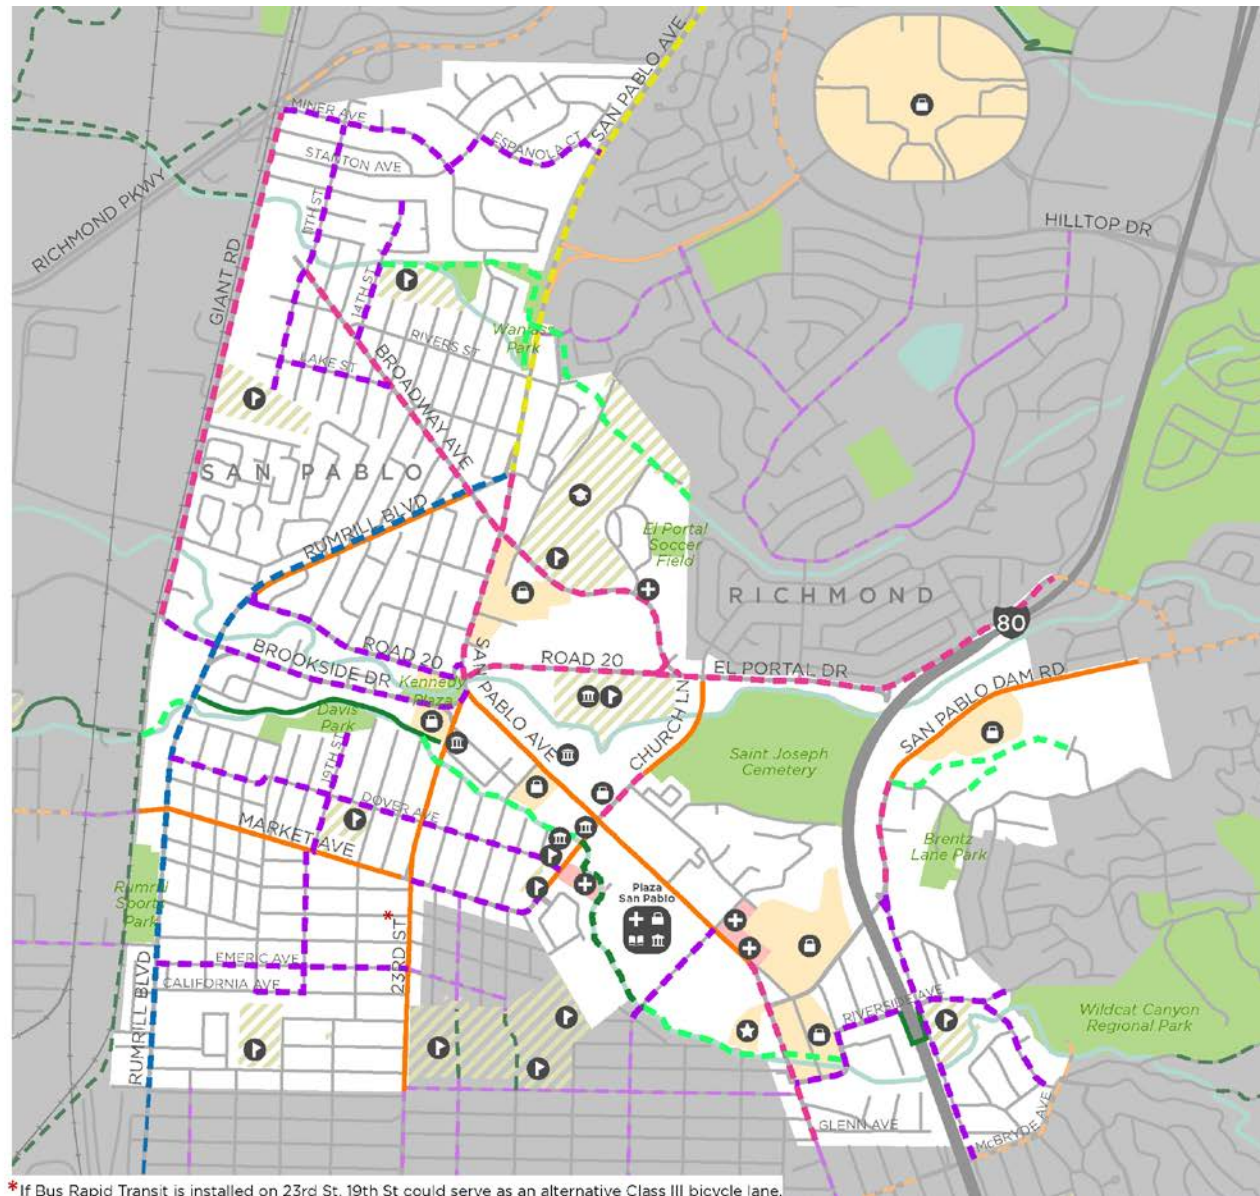 MINER AVE
ESPANOLA CT
SAN PABLO AVE
STANTON AVE
RICHMOND PKWY
11TH ST
HILLTOP DR
GIANT RD
14TH ST
RIVERS ST
Wanlass
Park
LAKE ST
BROADWAY AVE
SAN PABLO
RUMRILL BLVD
El Portal
Soccer
Field
RICHMOND
80
ROAD 20
BROOKSIDE DR
SAN PABLO AVE
ROAD 20
EL PORTAL DR
Kennedy
Plaza
CHURCH LN
SAN PABLO DAM RD
Davis
Park
19TH ST
Saint Joseph
Cemetery
DOVER AVE
MARKET AVE
Brentz
Lane Park
Rumrill
Sports
Park
Plaza
San Pablo
*
23RD ST
EMERIC AVE
CALIFORNIA AVE
RUMRILL BLVD
RIVERSIDE AVE
Wildcat Canyon
Regional Park
GLENN AVE
McBRYDE AVE
*If Bus Rapid Transit is installed on 23rd St, 19th St could serve as an alternative Class III bicycle lane.